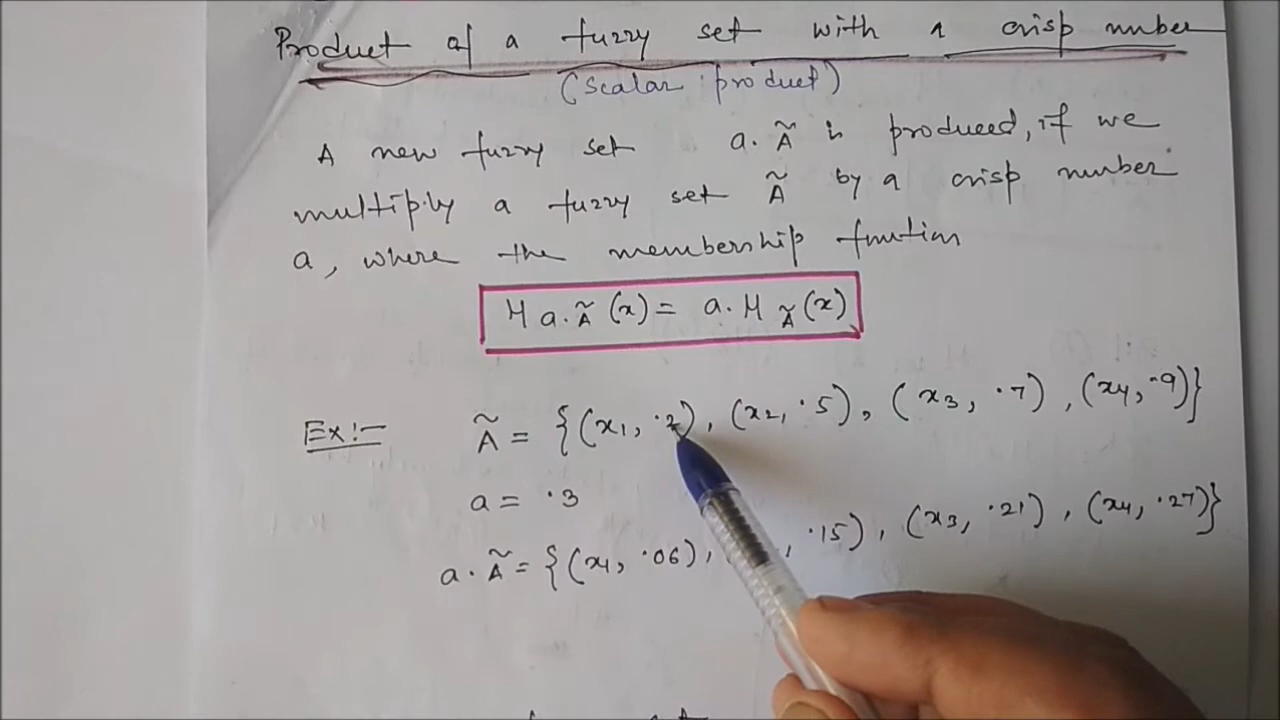 Product of a fuzzy set with a crisp number
(scalar product)
A new fuzzy set a.Ã is produced, if we
multiply a fuzzy set Ã by a crisp number
a, where the membership function
μ a.Ã (x) = a.μ Ã (x)
Ex:- Ã = {(x1, .2), (x2, .5), (x3, .7), (x4, .9)}
a = .3
a.Ã = {(x1, .06), ( , .15), (x3, .21), (x4, .27)}